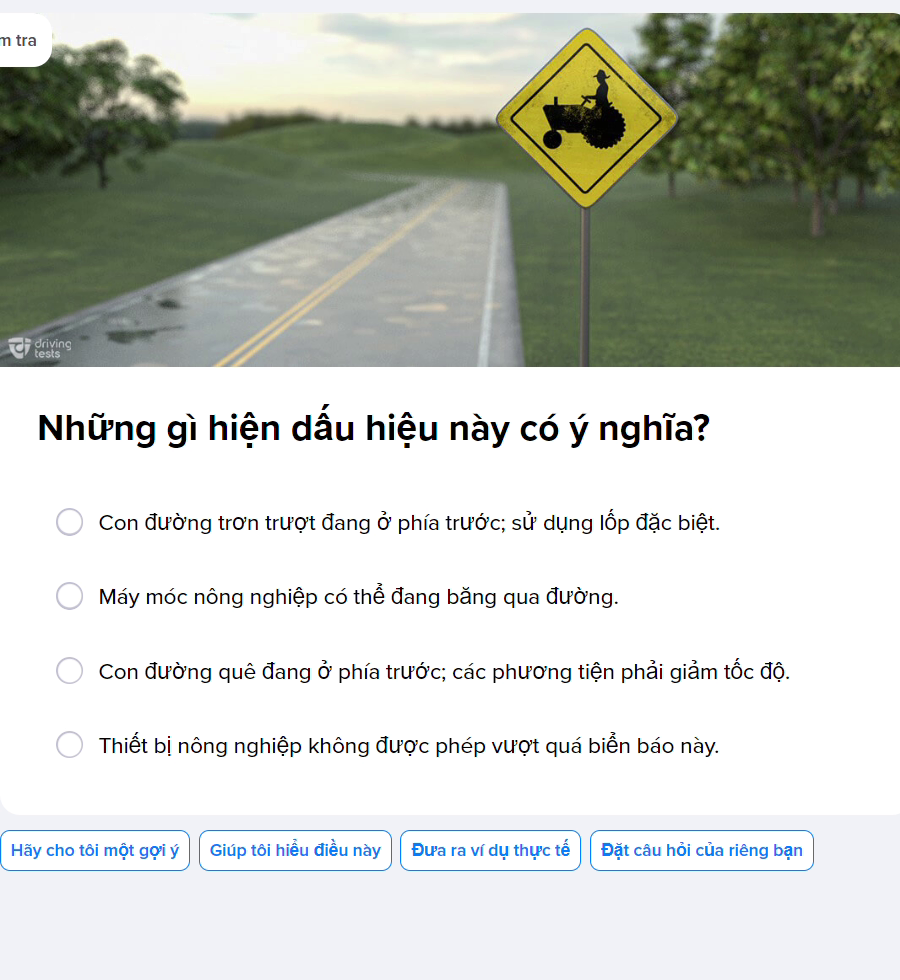 m tra
driving
tests
Những gì hiện dấu hiệu này có ý nghĩa?
Con đường trơn trượt đang ở phía trước; sử dụng lốp đặc biệt.
Máy móc nông nghiệp có thể đang băng qua đường.
Con đường quê đang ở phía trước; các phương tiện phải giảm tốc độ.
Thiết bị nông nghiệp không được phép vượt quá biển báo này.
Hãy cho tôi một gợi ý
Giúp tôi hiểu điều này
Đưa ra ví dụ thực tế
Đặt câu hỏi của riêng bạn